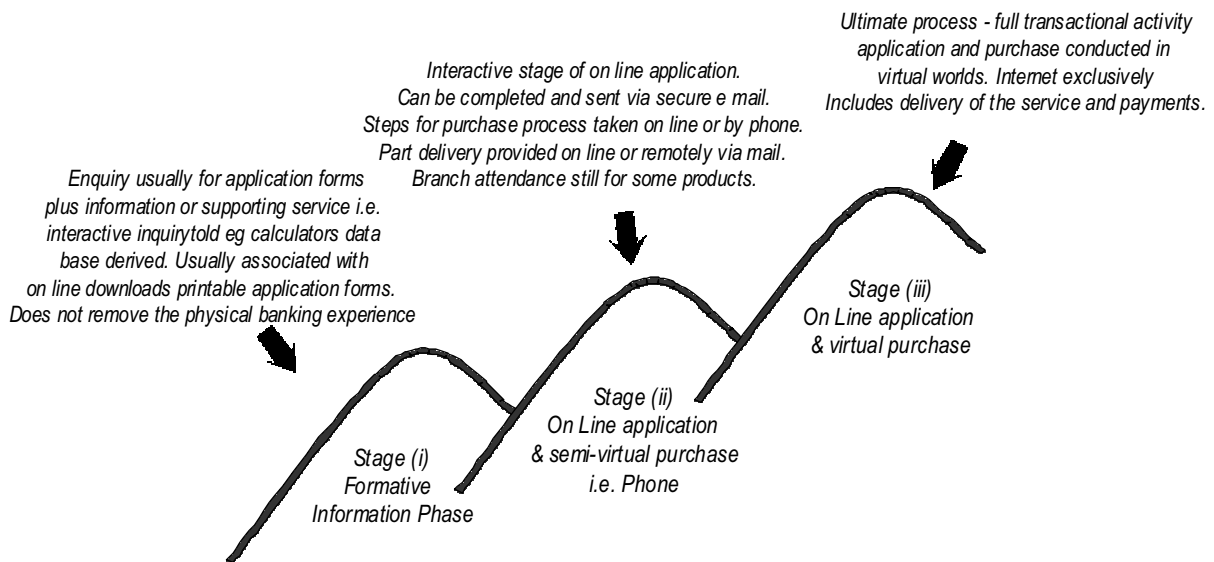 Ultimate process - full transactional activity
application and purchase conducted in
virtual worlds. Internet exclusively
Includes delivery of the service and payments.
Interactive stage of on line application.
Can be completed and sent via secure e mail.
Steps for purchase process taken on line or by phone.
Part delivery provided on line or remotely via mail.
Branch attendance still for some products.
Enquiry usually for application forms
plus information or supporting service i.e.
interactive inquirytold eg calculators data
base derived. Usually associated with
on line downloads printable application forms.
Does not remove the physical banking experience
Stage (iii)
On Line application
& virtual purchase
Stage (ii)
On Line application
& semi-virtual purchase
i.e. Phone
Stage (i)
Formative
Information Phase